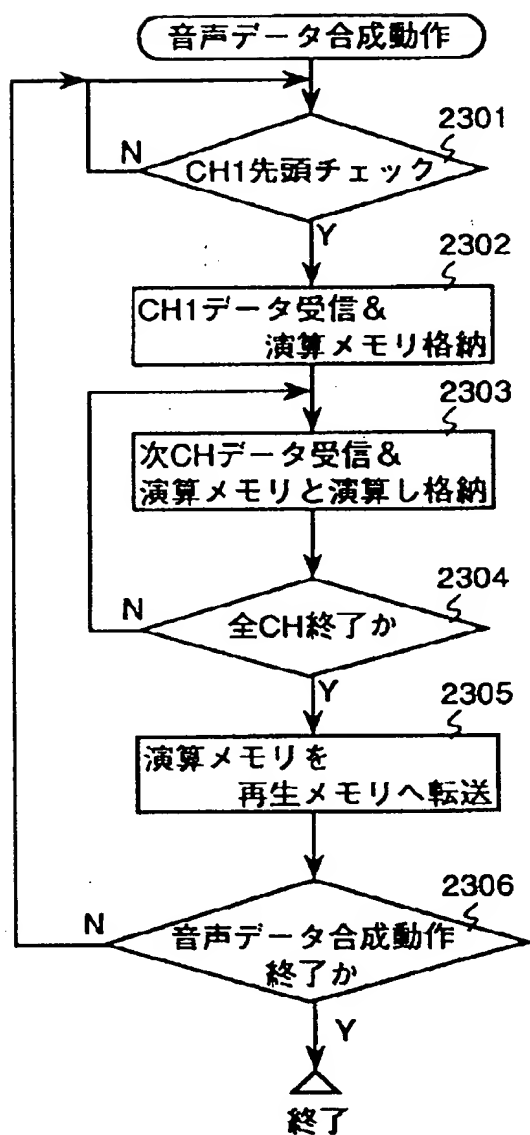 音声データ合成動作
2301
N
CH1先頭チェック
Y
2302
CH1データ受信&
演算メモリ格納
2303
次CHデータ受信&
演算メモリと演算し格納
2304
N
全CH終了か
Y
2305
演算メモリを
再生メモリへ転送
2306
N
音声データ合成動作
終了か
Y
終了